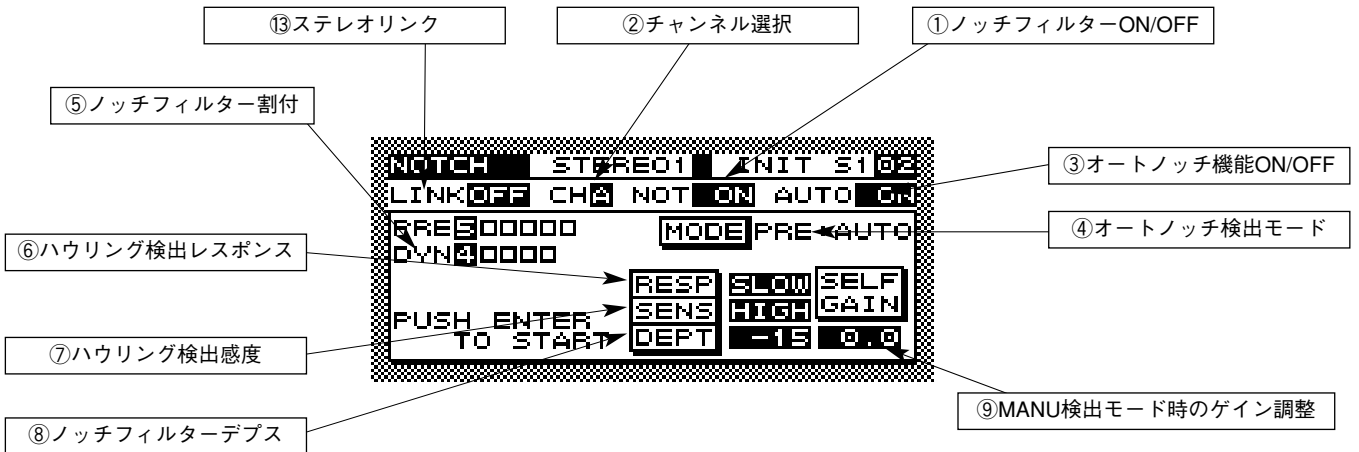 ⑬ステレオリンク
②チャンネル選択
①ノッチフィルターON/OFF
⑤ノッチフィルター割付
NOTCH STEREO1 INIT S1 02
③オートノッチ機能ON/OFF
LINK OFF CH A NOT ON AUTO ON
PRE 5
MODE PRE-AUTO
④オートノッチ検出モード
⑥ハウリング検出レスポンス
DYN 4
RESP SLOW SELF
SENS HIGH GAIN
PUSH ENTER
TO START
DEPT -15 0.0
⑦ハウリング検出感度
⑨MANU検出モード時のゲイン調整
⑧ノッチフィルターデプス